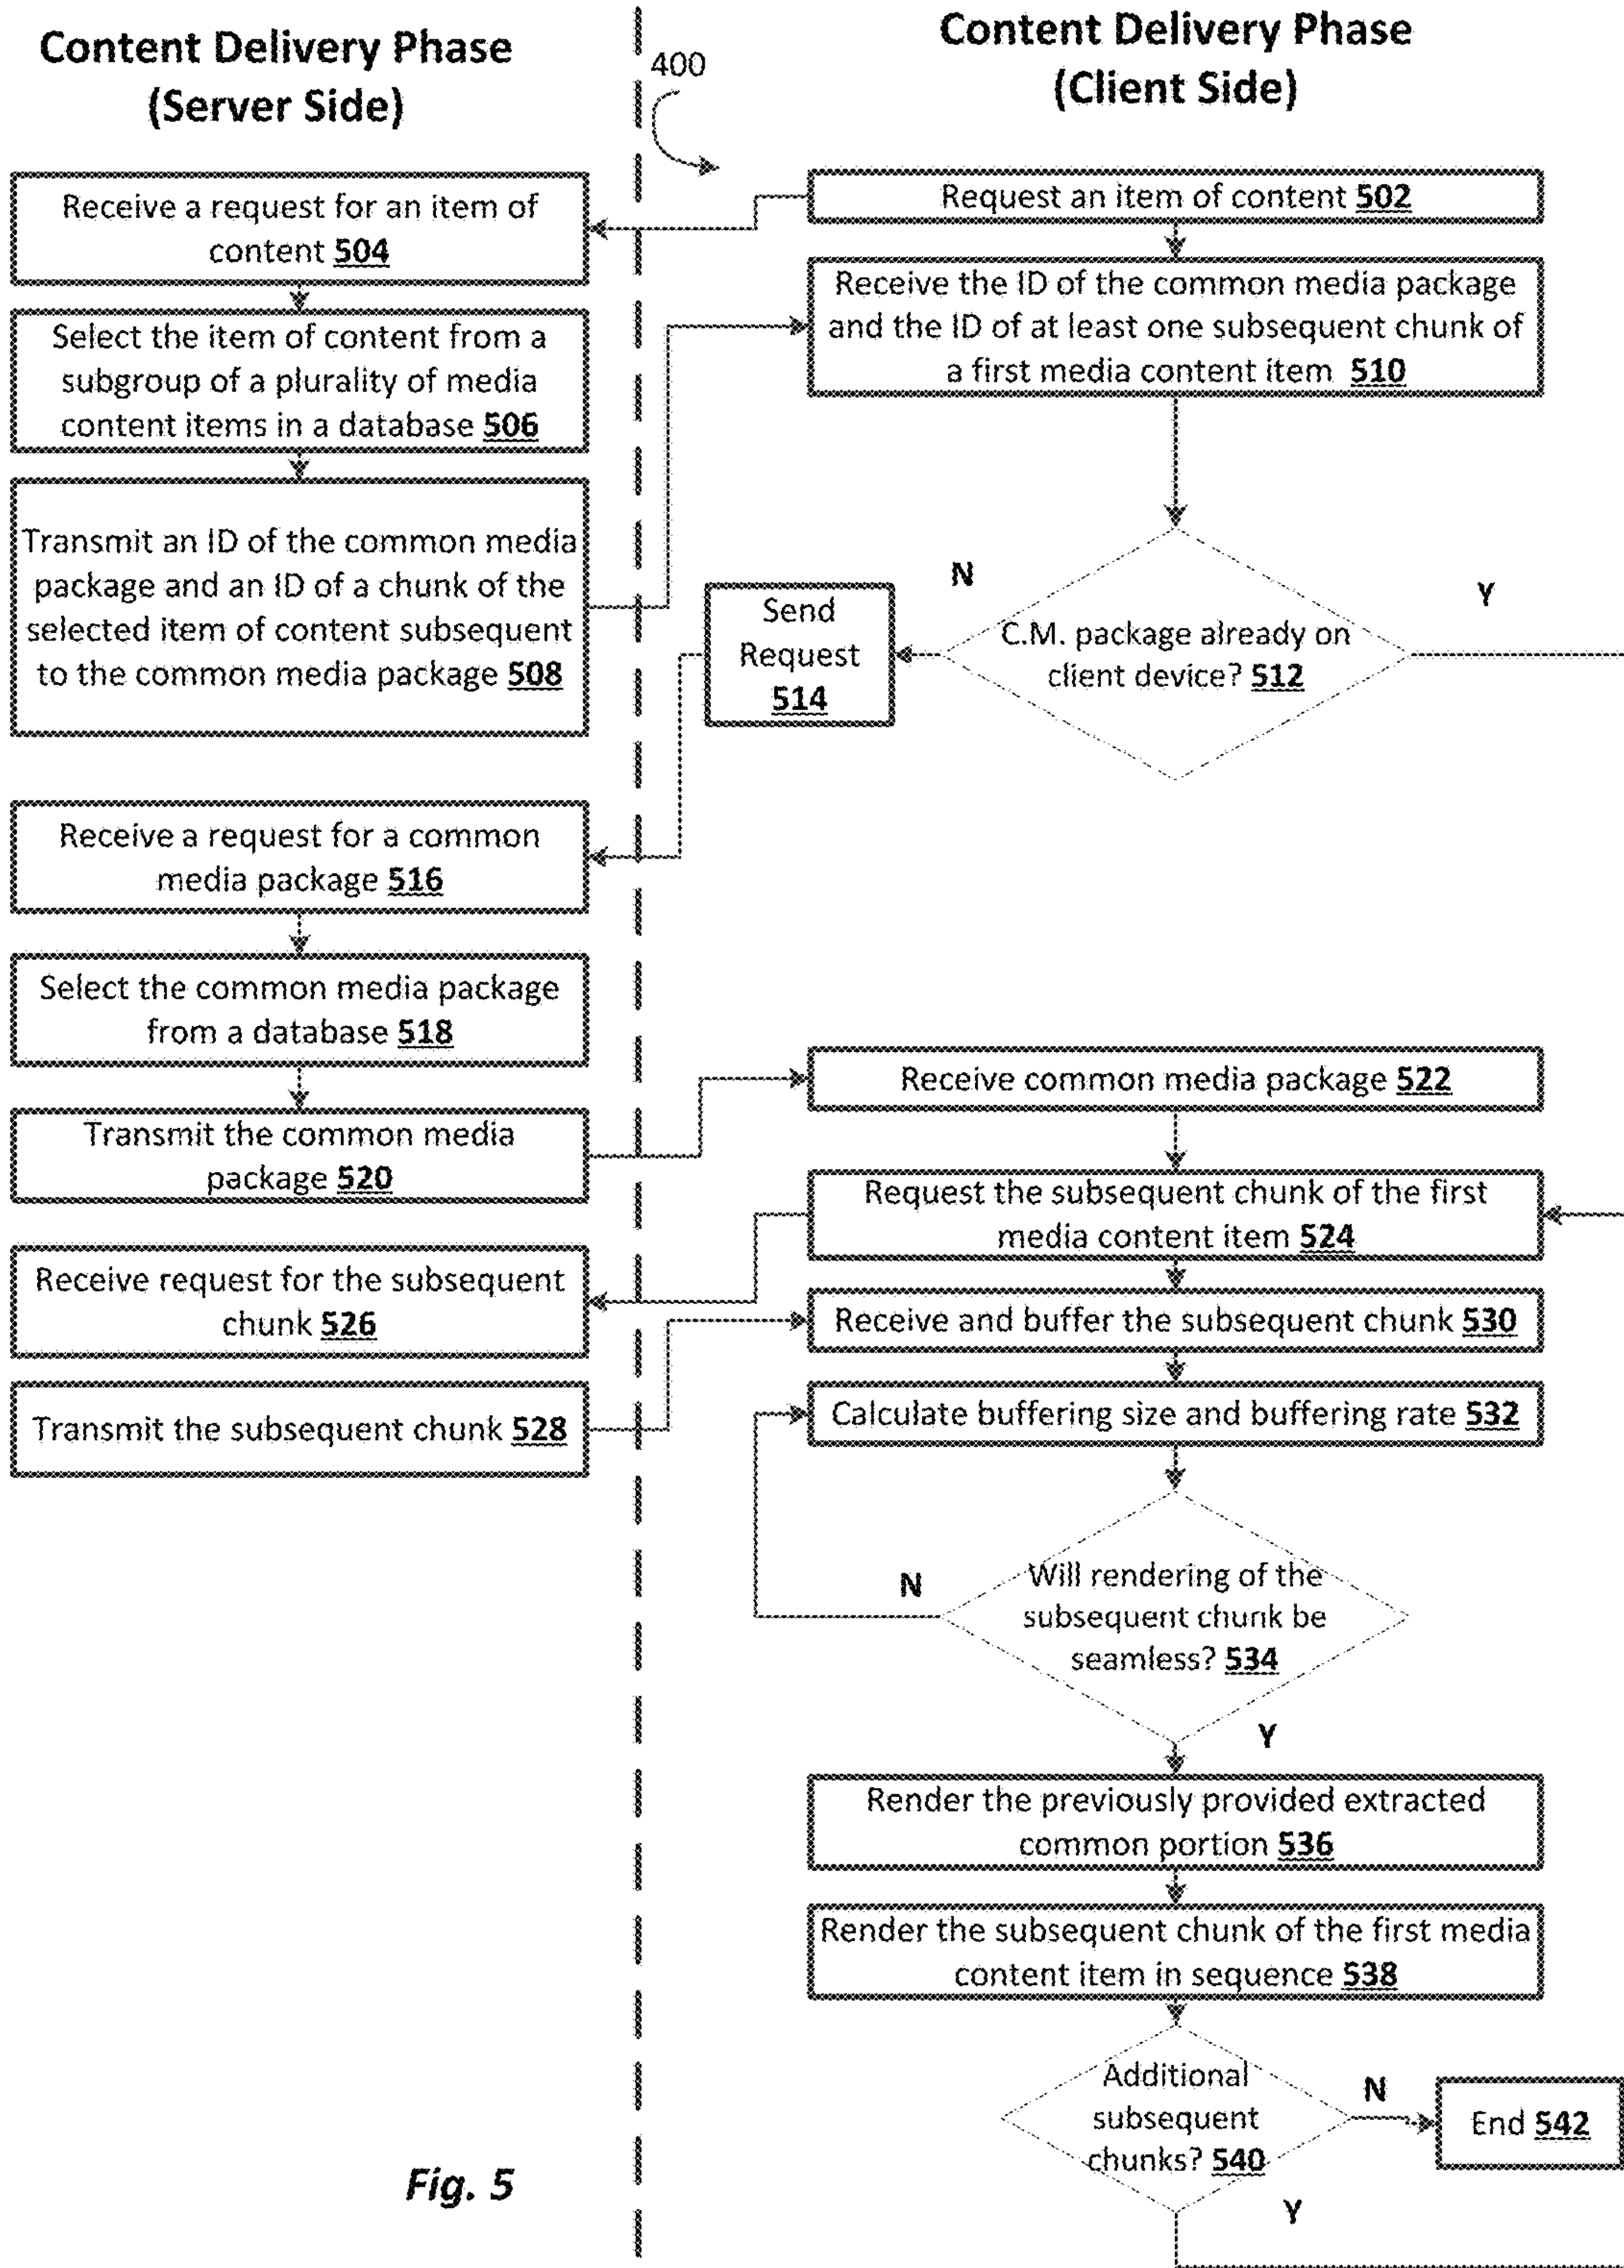 Content Delivery Phase
(Server Side)
Receive a request for an item of
content 504
Select the item of content from a
subgroup of a plurality of media
content items in a database 506
Transmit an ID of the common media
package and an ID of a chunk of the
selected item of content subsequent
to the common media package 508
Receive a request for a common
media package 516
Select the common media package
from a database 518
Transmit the common media
package 520
Receive request for the subsequent
chunk 526
Transmit the subsequent chunk 528
Fig. 5
400
Content Delivery Phase
(Client Side)
Request an item of content 502
Receive the ID of the common media package
and the ID of at least one subsequent chunk of
a first media content item 510
N
Y
C.M. package already on
client device? 512
Send
Request
514
Receive common media package 522
Request the subsequent chunk of the first
media content item 524
Receive and buffer the subsequent chunk 530
Calculate buffering size and buffering rate 532
N
Will rendering of the
subsequent chunk be
seamless? 534
Y
Render the previously provided extracted
common portion 536
Render the subsequent chunk of the first media
content item in sequence 538
Additional
subsequent
chunks? 540
N
End 542
Y